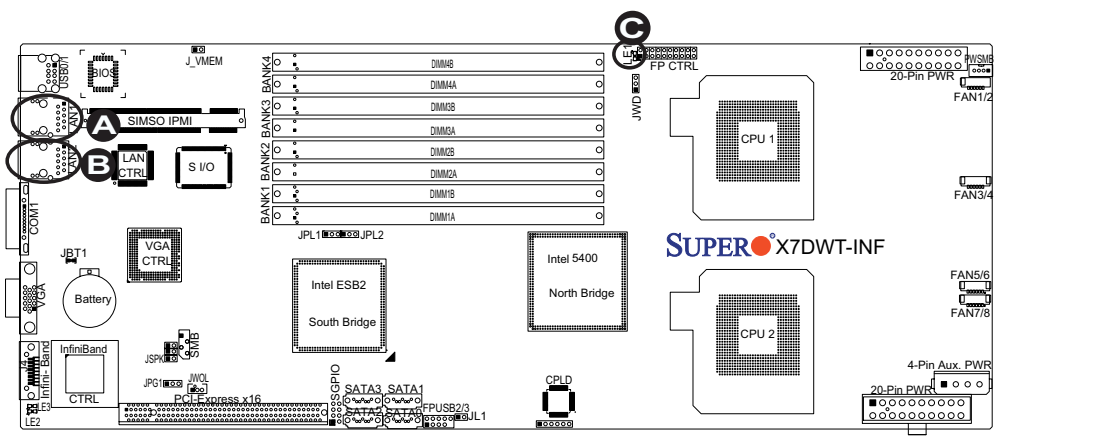 C
J_VMEM
LE1
FP CTRL
20-Pin PWR
PWSMB
FAN1/2
USB0/1
BIOS
BANK4
DIMM4B
DIMM4A
BANK3
DIMM3B
DIMM3A
BANK2
DIMM2B
DIMM2A
BANK1
DIMM1B
DIMM1A
JWD
CPU 1
A
SIMSO IPMI
B
LAN
CTRL
S I/O
FAN3/4
COM1
JPL1
JPL2
SUPER X7DWT-INF
JBT1
VGA
CTRL
Intel 5400
North Bridge
VGA
Battery
Intel ESB2
South Bridge
FAN5/6
FAN7/8
CPU 2
J4
Infini- Band
InfiniBand
CTRL
JSPK
SMB
4-Pin Aux. PWR
JPG1
JWOL
SGPIO
SATA3
SATA1
CPLD
20-Pin PWR
PCI-Express x16
SATA2
FPUSB2/3
JL1
LE3
LE2